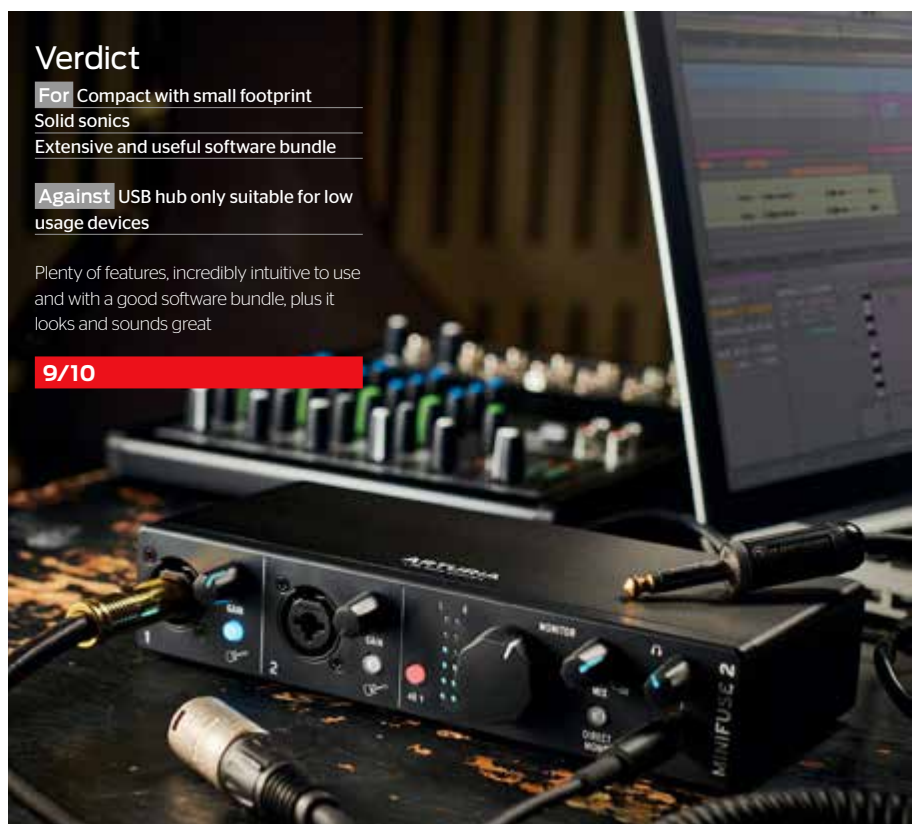 Verdict
For Compact with small footprint
Solid sonics
Extensive and useful software bundle
Against USB hub only suitable for low
usage devices
Plenty of features, incredibly intuitive to use
and with a good software bundle, plus it
looks and sounds great
9/10
ARTURIA
GAIN
1
GAIN
2
48 V
MONITOR
MIX
DIRECT
MINIFUSE 2